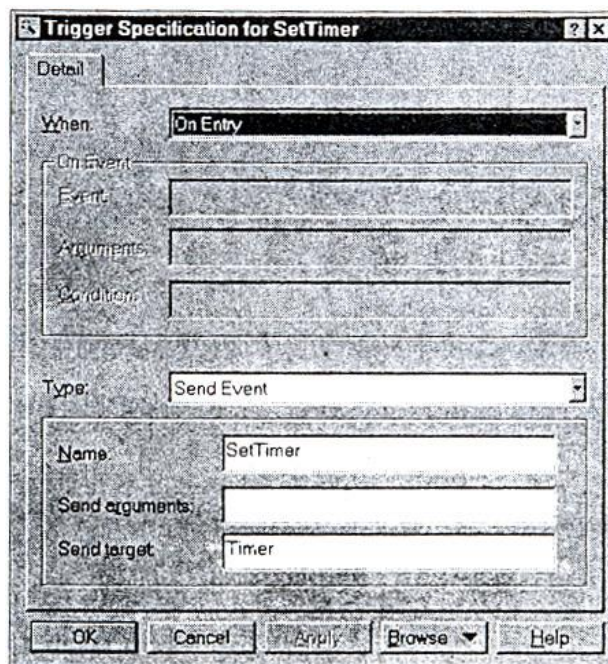 Trigger Specification for SetTimer
Detail
When: On Entry
On Event
Event
Arguments
Condition:
Type: Send Event
Name: SetTimer
Send arguments:
Send target: Timer
OK Cancel Apply Browse Help